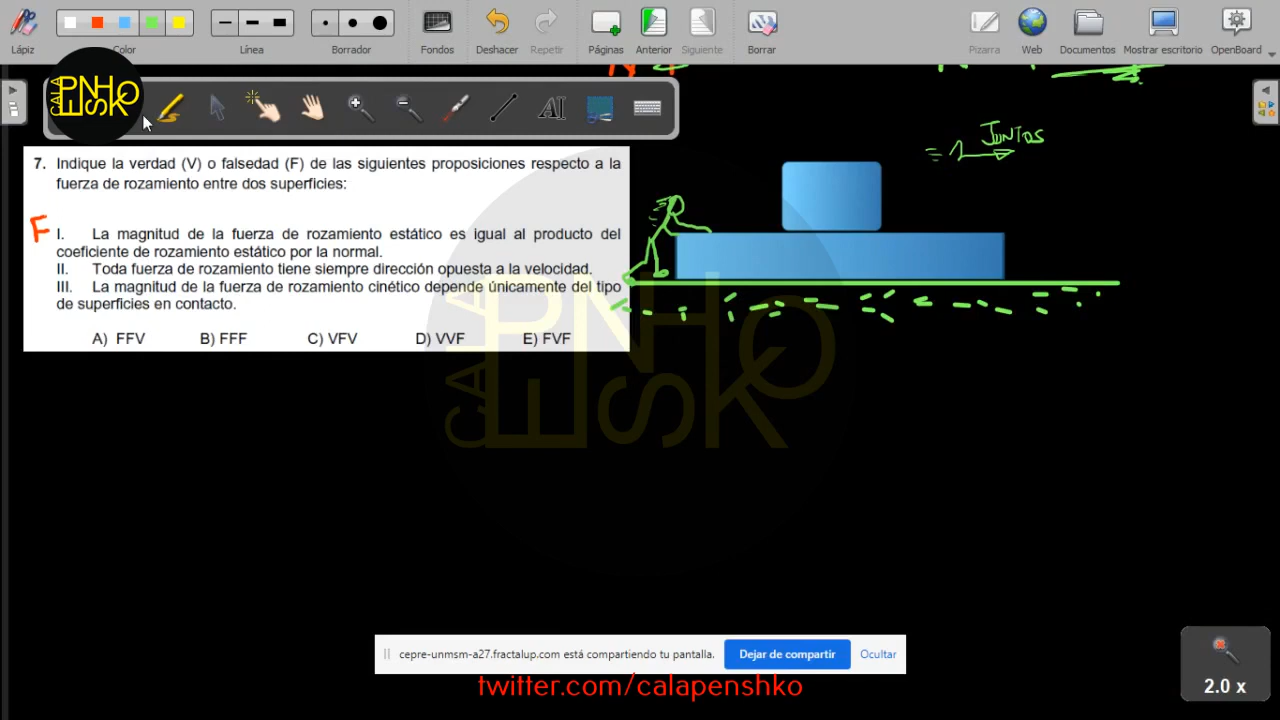 Lápiz
Color
Línea
Borrador
Fondos
Deshacer
Repetir
Páginas
Anterior
Siguiente
Borrar
Pizarra
Web
Documentos
Mostrar escritorio
OpenBoard
CALA PENHSKO
AI
JUNTOS
7. Indique la verdad (V) o falsedad (F) de las siguientes proposiciones respecto a la
fuerza de rozamiento entre dos superficies:
F
I. La magnitud de la fuerza de rozamiento estático es igual al producto del
coeficiente de rozamiento estático por la normal.
II. Toda fuerza de rozamiento tiene siempre dirección opuesta a la velocidad.
III. La magnitud de la fuerza de rozamiento cinético depende únicamente del tipo
de superficies en contacto.
A) FFV B) FFF C) VFV D) VVF E) FVF
CALA PENHSKO
cepre-unmsm-a27.fractalup.com está compartiendo tu pantalla.
Dejar de compartir
Ocultar
twitter.com/calapenshko
2.0 x